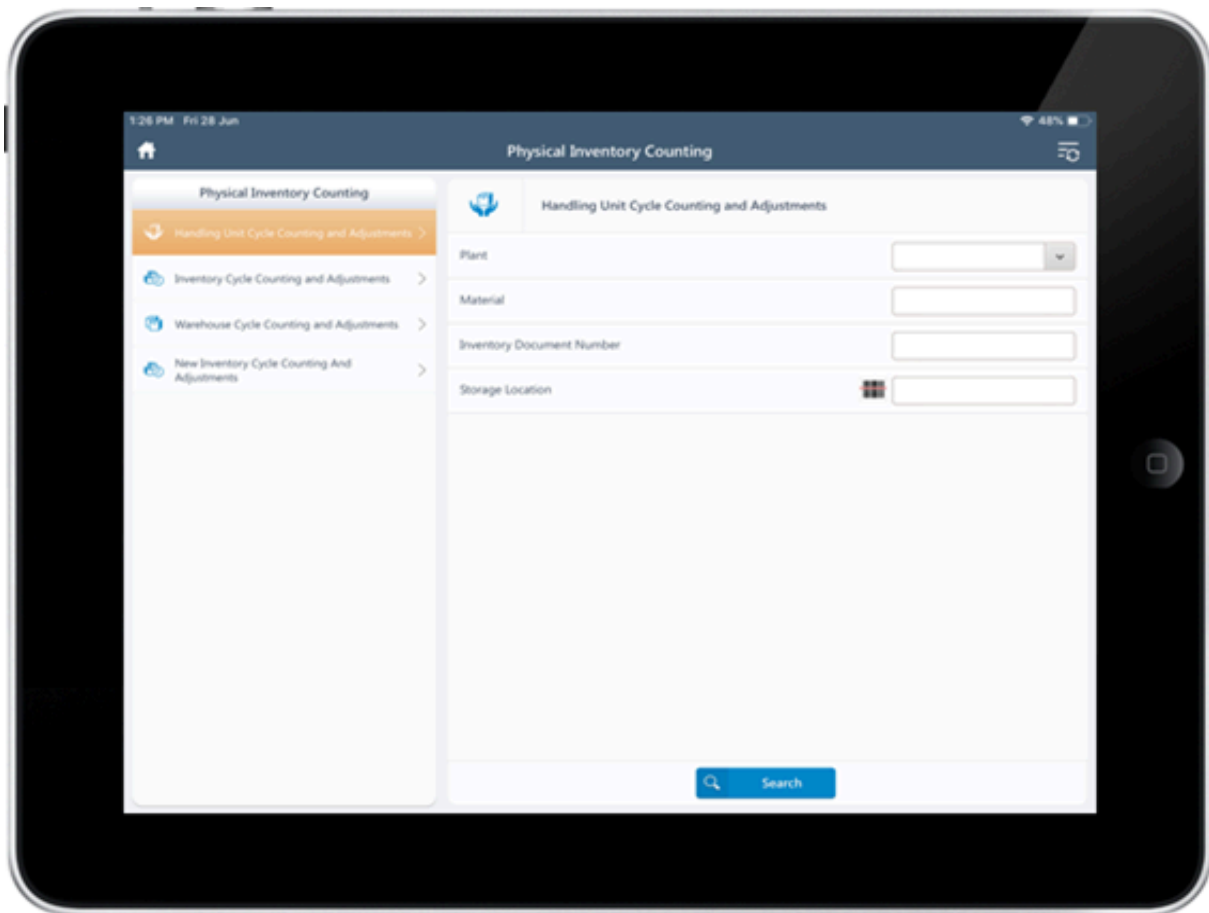 1:26 PM Fri 28 Jun
48%
Physical Inventory Counting
Physical Inventory Counting
Handling Unit Cycle Counting and Adjustments
Inventory Cycle Counting and Adjustments
Warehouse Cycle Counting and Adjustments
New Inventory Cycle Counting And
Adjustments
Handling Unit Cycle Counting and Adjustments
Plant
Material
Inventory Document Number
Storage Location
Search